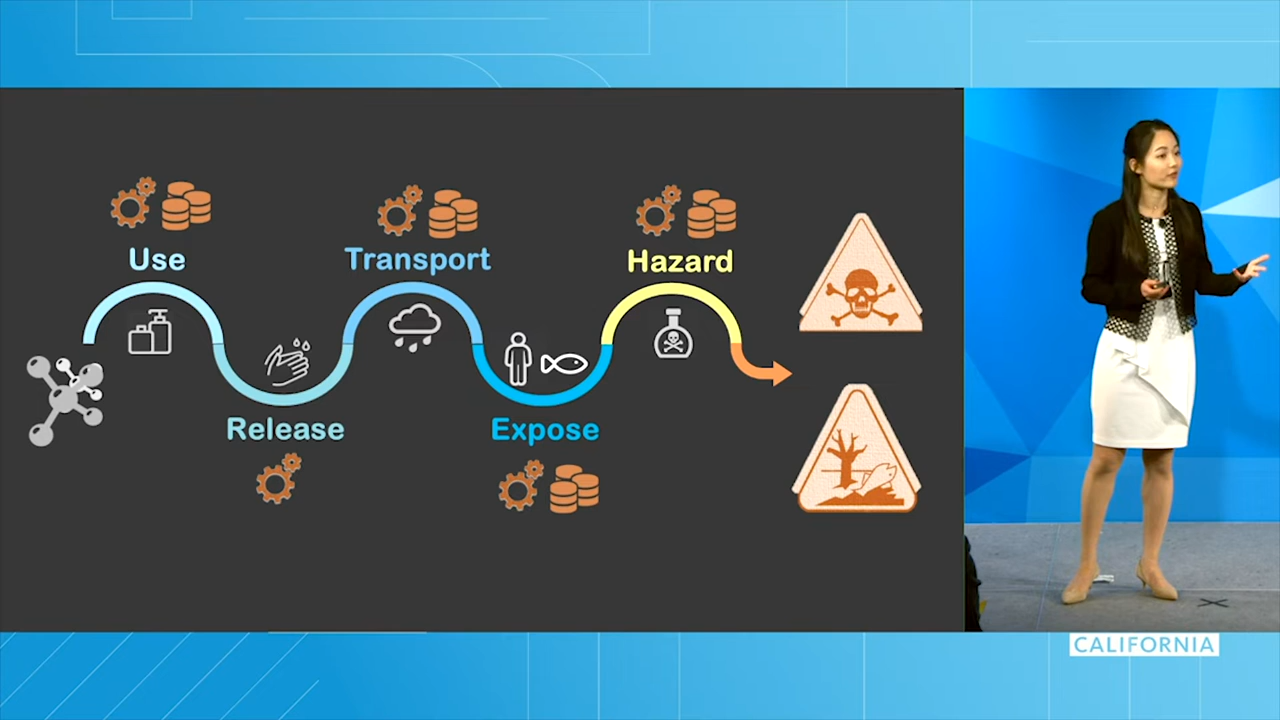 Use
Transport
Hazard
Release
Expose
CALIFORNIA